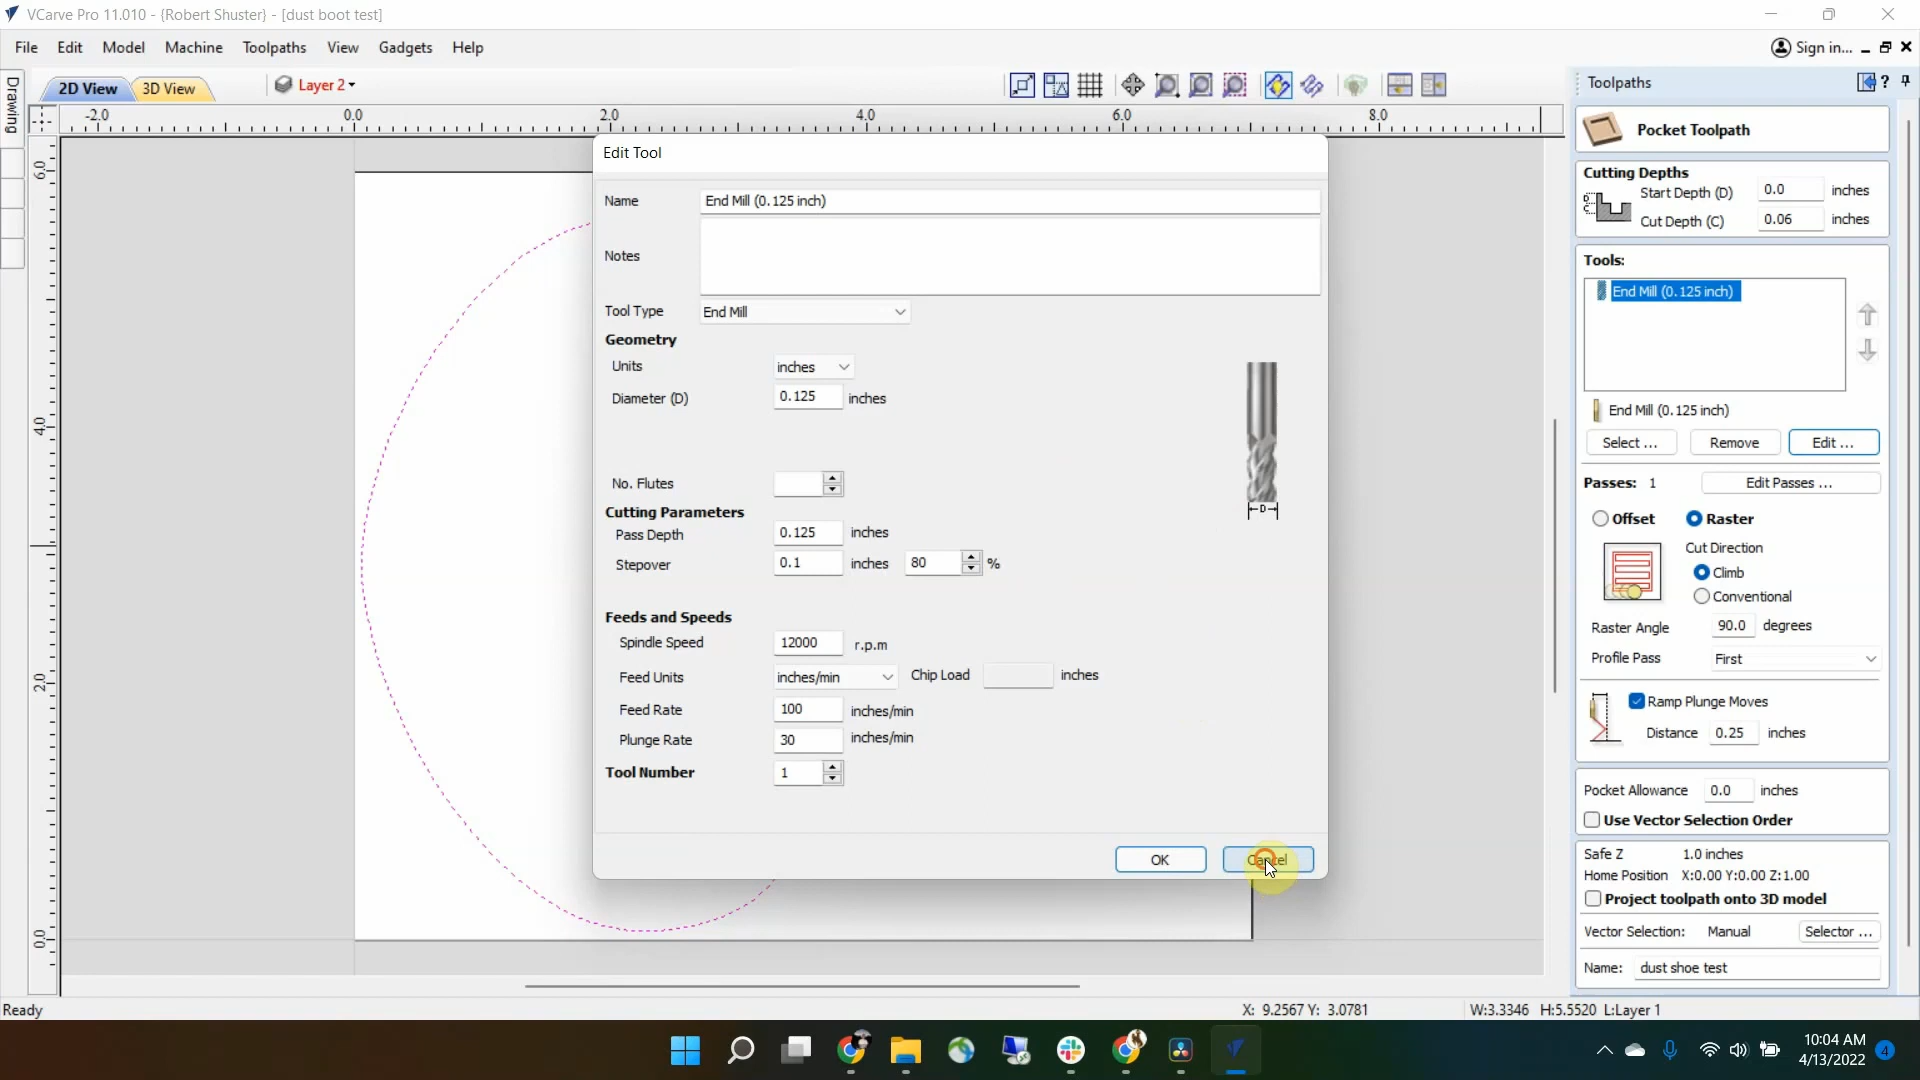 VCarve Pro 11.010 - {Robert Shuster} - [dust boot test]
File Edit Model Machine Toolpaths View Gadgets Help
Sign in...
Drawing
2D View 3D View Layer 2
-2.0 0.0 2.0 4.0 6.0 8.0
6.0
4.0
2.0
0.0
Edit Tool
Name End Mill (0.125 inch)
Notes
Tool Type End Mill
Geometry
Units inches
Diameter (D) 0.125 inches
No. Flutes
D
Cutting Parameters
Pass Depth 0.125 inches
Stepover 0.1 inches 80 %
Feeds and Speeds
Spindle Speed 12000 r.p.m
Feed Units inches/min Chip Load inches
Feed Rate 100 inches/min
Plunge Rate 30 inches/min
Tool Number 1
OK Cancel
Toolpaths ?
Pocket Toolpath
Cutting Depths
Start Depth (D) 0.0 inches
Cut Depth (C) 0.06 inches
D
C
Tools:
End Mill (0.125 inch)
End Mill (0.125 inch)
Select ... Remove Edit ...
Passes: 1 Edit Passes ...
Offset Raster
Cut Direction
Climb
Conventional
Raster Angle 90.0 degrees
Profile Pass First
Ramp Plunge Moves
Distance 0.25 inches
Pocket Allowance 0.0 inches
Use Vector Selection Order
Safe Z 1.0 inches
Home Position X:0.00 Y:0.00 Z:1.00
Project toolpath onto 3D model
Vector Selection: Manual Selector ...
Name: dust shoe test
Ready X: 9.2567 Y: 3.0781 W:3.3346 H:5.5520 L:Layer 1
10:04 AM
4/13/2022 4